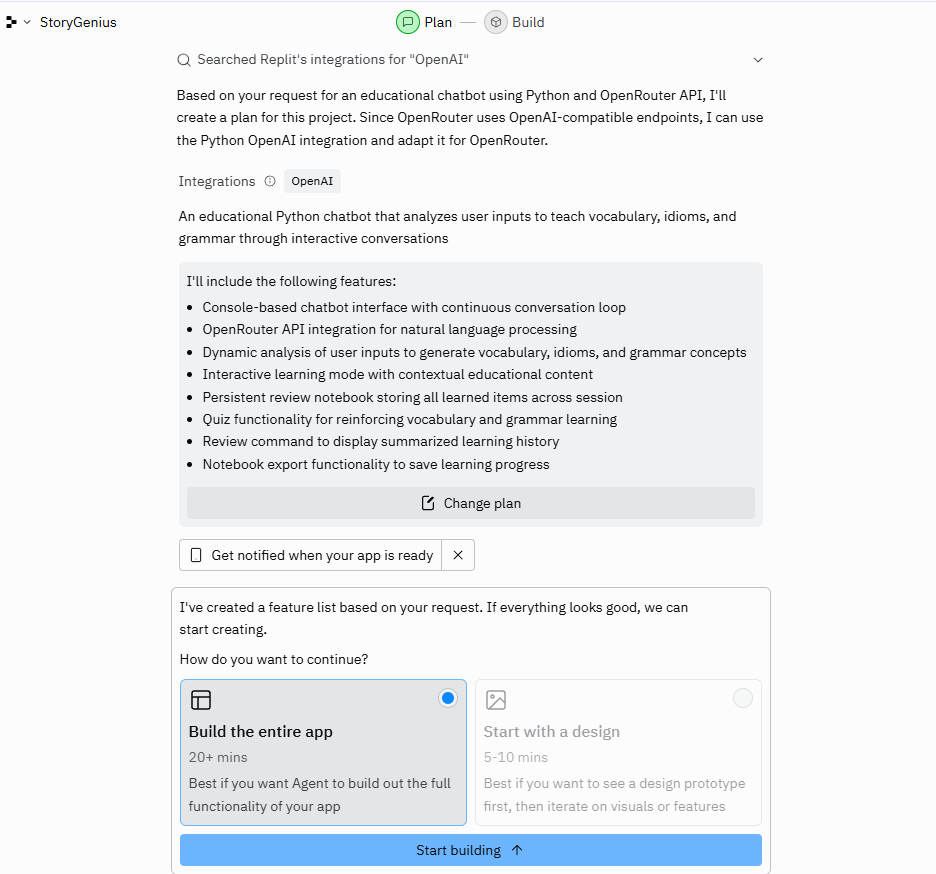 StoryGenius
Plan
Build
Searched Replit's integrations for "OpenAI"
Based on your request for an educational chatbot using Python and OpenRouter API, I'll
create a plan for this project. Since OpenRouter uses OpenAI-compatible endpoints, I can use
the Python OpenAI integration and adapt it for OpenRouter.
Integrations
OpenAI
An educational Python chatbot that analyzes user inputs to teach vocabulary, idioms, and
grammar through interactive conversations
I'll include the following features:
• Console-based chatbot interface with continuous conversation loop
• OpenRouter API integration for natural language processing
• Dynamic analysis of user inputs to generate vocabulary, idioms, and grammar concepts
• Interactive learning mode with contextual educational content
• Persistent review notebook storing all learned items across session
• Quiz functionality for reinforcing vocabulary and grammar learning
• Review command to display summarized learning history
• Notebook export functionality to save learning progress
Change plan
Get notified when your app is ready
I've created a feature list based on your request. If everything looks good, we can
start creating.
How do you want to continue?
Build the entire app
20+ mins
Best if you want Agent to build out the full
functionality of your app
Start with a design
5-10 mins
Best if you want to see a design prototype
first, then iterate on visuals or features
Start building